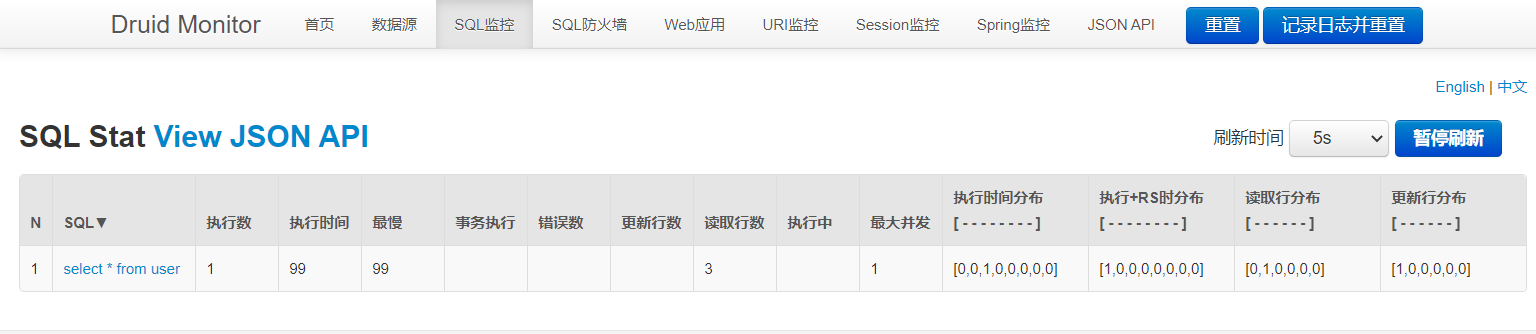 Druid Monitor 首页 数据源 SQL监控 SQL防火墙 Web应用 URI监控 Session监控 Spring监控 JSON API 重置 记录日志并重置
English | 中文
SQL Stat View JSON API 刷新时间 5s 暂停刷新
N SQL▼ 执行数 执行时间 最慢 事务执行 错误数 更新行数 读取行数 执行中 最大并发 执行时间分布 [ - - - - - - - - ] 执行+RS时分布 [ - - - - - - - - ] 读取行分布 [ - - - - - - ] 更新行分布 [ - - - - - - ]
1 select * from user 1 99 99 3 1 [0,0,1,0,0,0,0,0] [1,0,0,0,0,0,0,0] [0,1,0,0,0,0] [1,0,0,0,0,0]